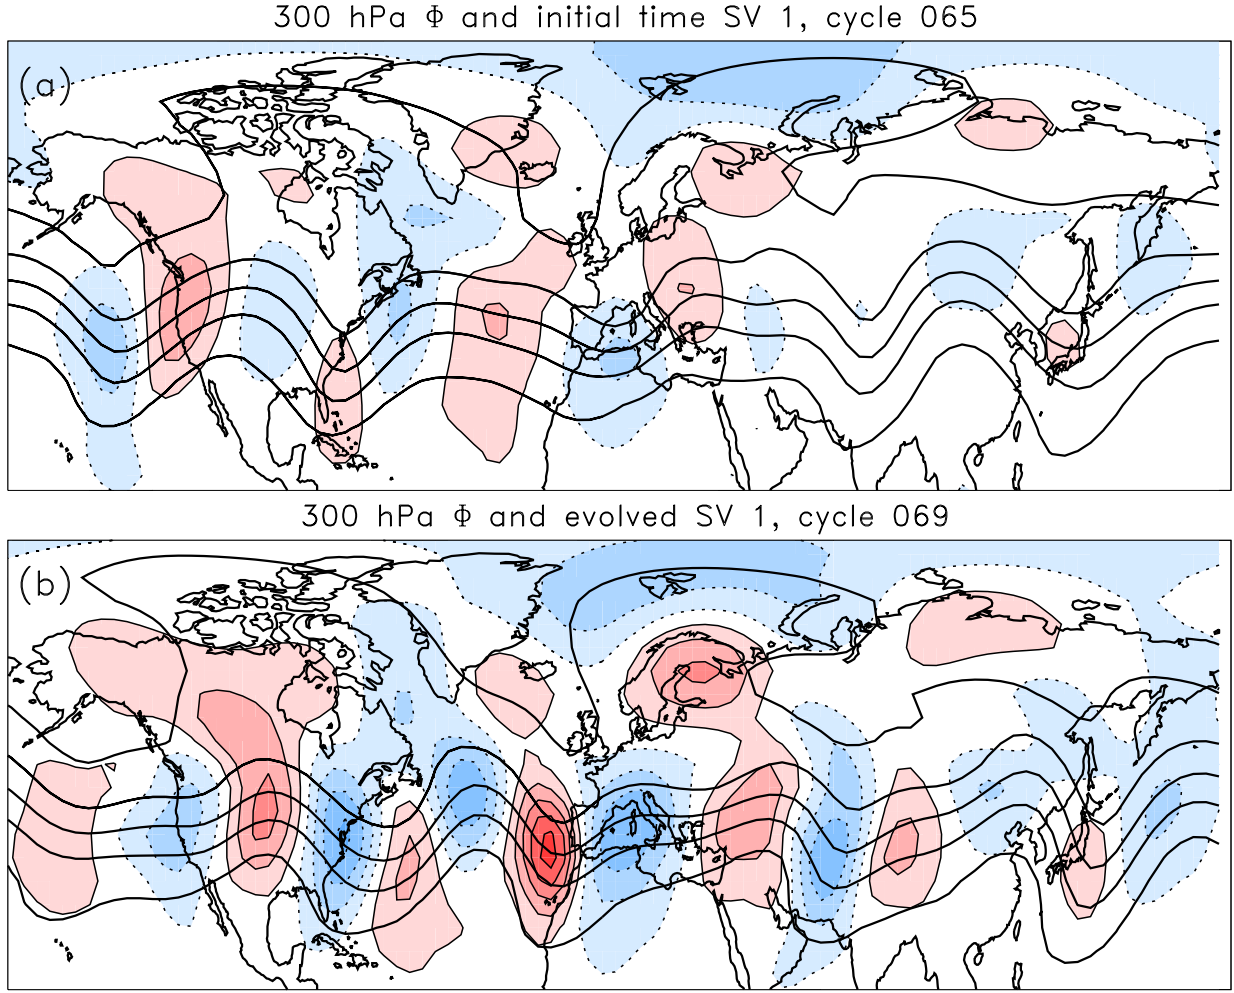 300 hPa Φ and initial time SV 1, cycle 065
(a)
300 hPa Φ and evolved SV 1, cycle 069
(b)